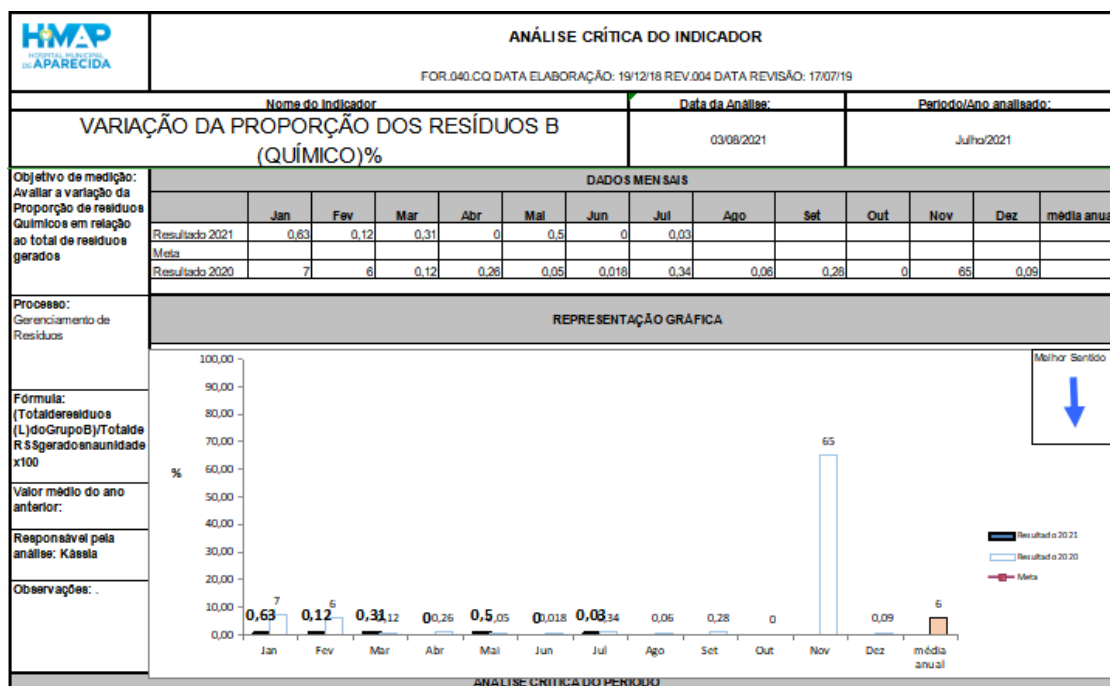 HMAP
HOSPITAL MUNICIPAL
DE APARECIDA
ANÁLISE CRÍTICA DO INDICADOR
FOR.040.CQ DATA ELABORAÇÃO: 19/12/18 REV.004 DATA REVISÃO: 17/07/19
Nome do Indicador
Data da Análise:
Período/Ano analisado:
VARIAÇÃO DA PROPORÇÃO DOS RESÍDUOS B
(QUÍMICO)%
03/08/2021
Julho/2021
Objetivo de medição:
Avaliar a variação da
Proporção de resíduos
Químicos em relação
ao total de resíduos
gerados
DADOS MENSAIS
Jan Fev Mar Abr Mai Jun Jul Ago Set Out Nov Dez média anual
Resultado 2021 0,63 0,12 0,31 0 0,5 0 0,03
Meta
Resultado 2020 7 6 0,12 0,26 0,05 0,018 0,34 0,06 0,28 0 65 0,09
Processo:
Gerenciamento de
Resíduos
REPRESENTAÇÃO GRÁFICA
Fórmula:
(Totalderesíduos
(L)doGrupoB)/Totalde
RSSgeradosnaunidade
x100
Valor médio do ano
anterior:
Responsável pela
análise: Kássia
Observações: .
Melhor Sentido
100,00
90,00
80,00
70,00
60,00
50,00
40,00
30,00
20,00
10,00
0,00
%
0,63 7 0,12 6 0,31 0,12 0 0,26 0,5 0,05 0 0,018 0,03 0,34 0,06 0,28 0 65 0,09 6
Jan Fev Mar Abr Mai Jun Jul Ago Set Out Nov Dez média
anual
Resultado 2021
Resultado 2020
Meta
ANÁLISE CRÍTICA DO PERÍODO